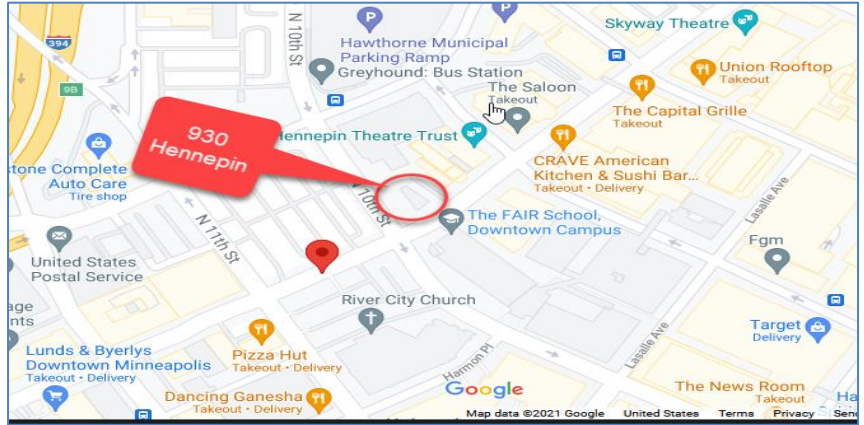 Skyway Theatre
394
N 10th St
Hawthorne Municipal
Parking Ramp
Greyhound: Bus Station
Union Rooftop
Takeout
9B
The Saloon
Takeout
The Capital Grille
Takeout
930
Hennepin
Hennepin Theatre Trust
CRAVE American
Kitchen & Sushi Bar...
Takeout • Delivery
stone Complete
Auto Care
Tire shop
N 10th St
Lasalle Ave
The FAIR School,
Downtown Campus
N 11th St
Fgm
United States
Postal Service
age
nts
River City Church
Target
Delivery
Lasalle Ave
Lunds & Byerlys
Downtown Minneapolis
Takeout • Delivery
Pizza Hut
Takeout • Delivery
Harmon Pl
Google
The News Room
Takeout
Ha
Dancing Ganesha
Takeout • Delivery
Map data ©2021 Google United States Terms Privacy Send